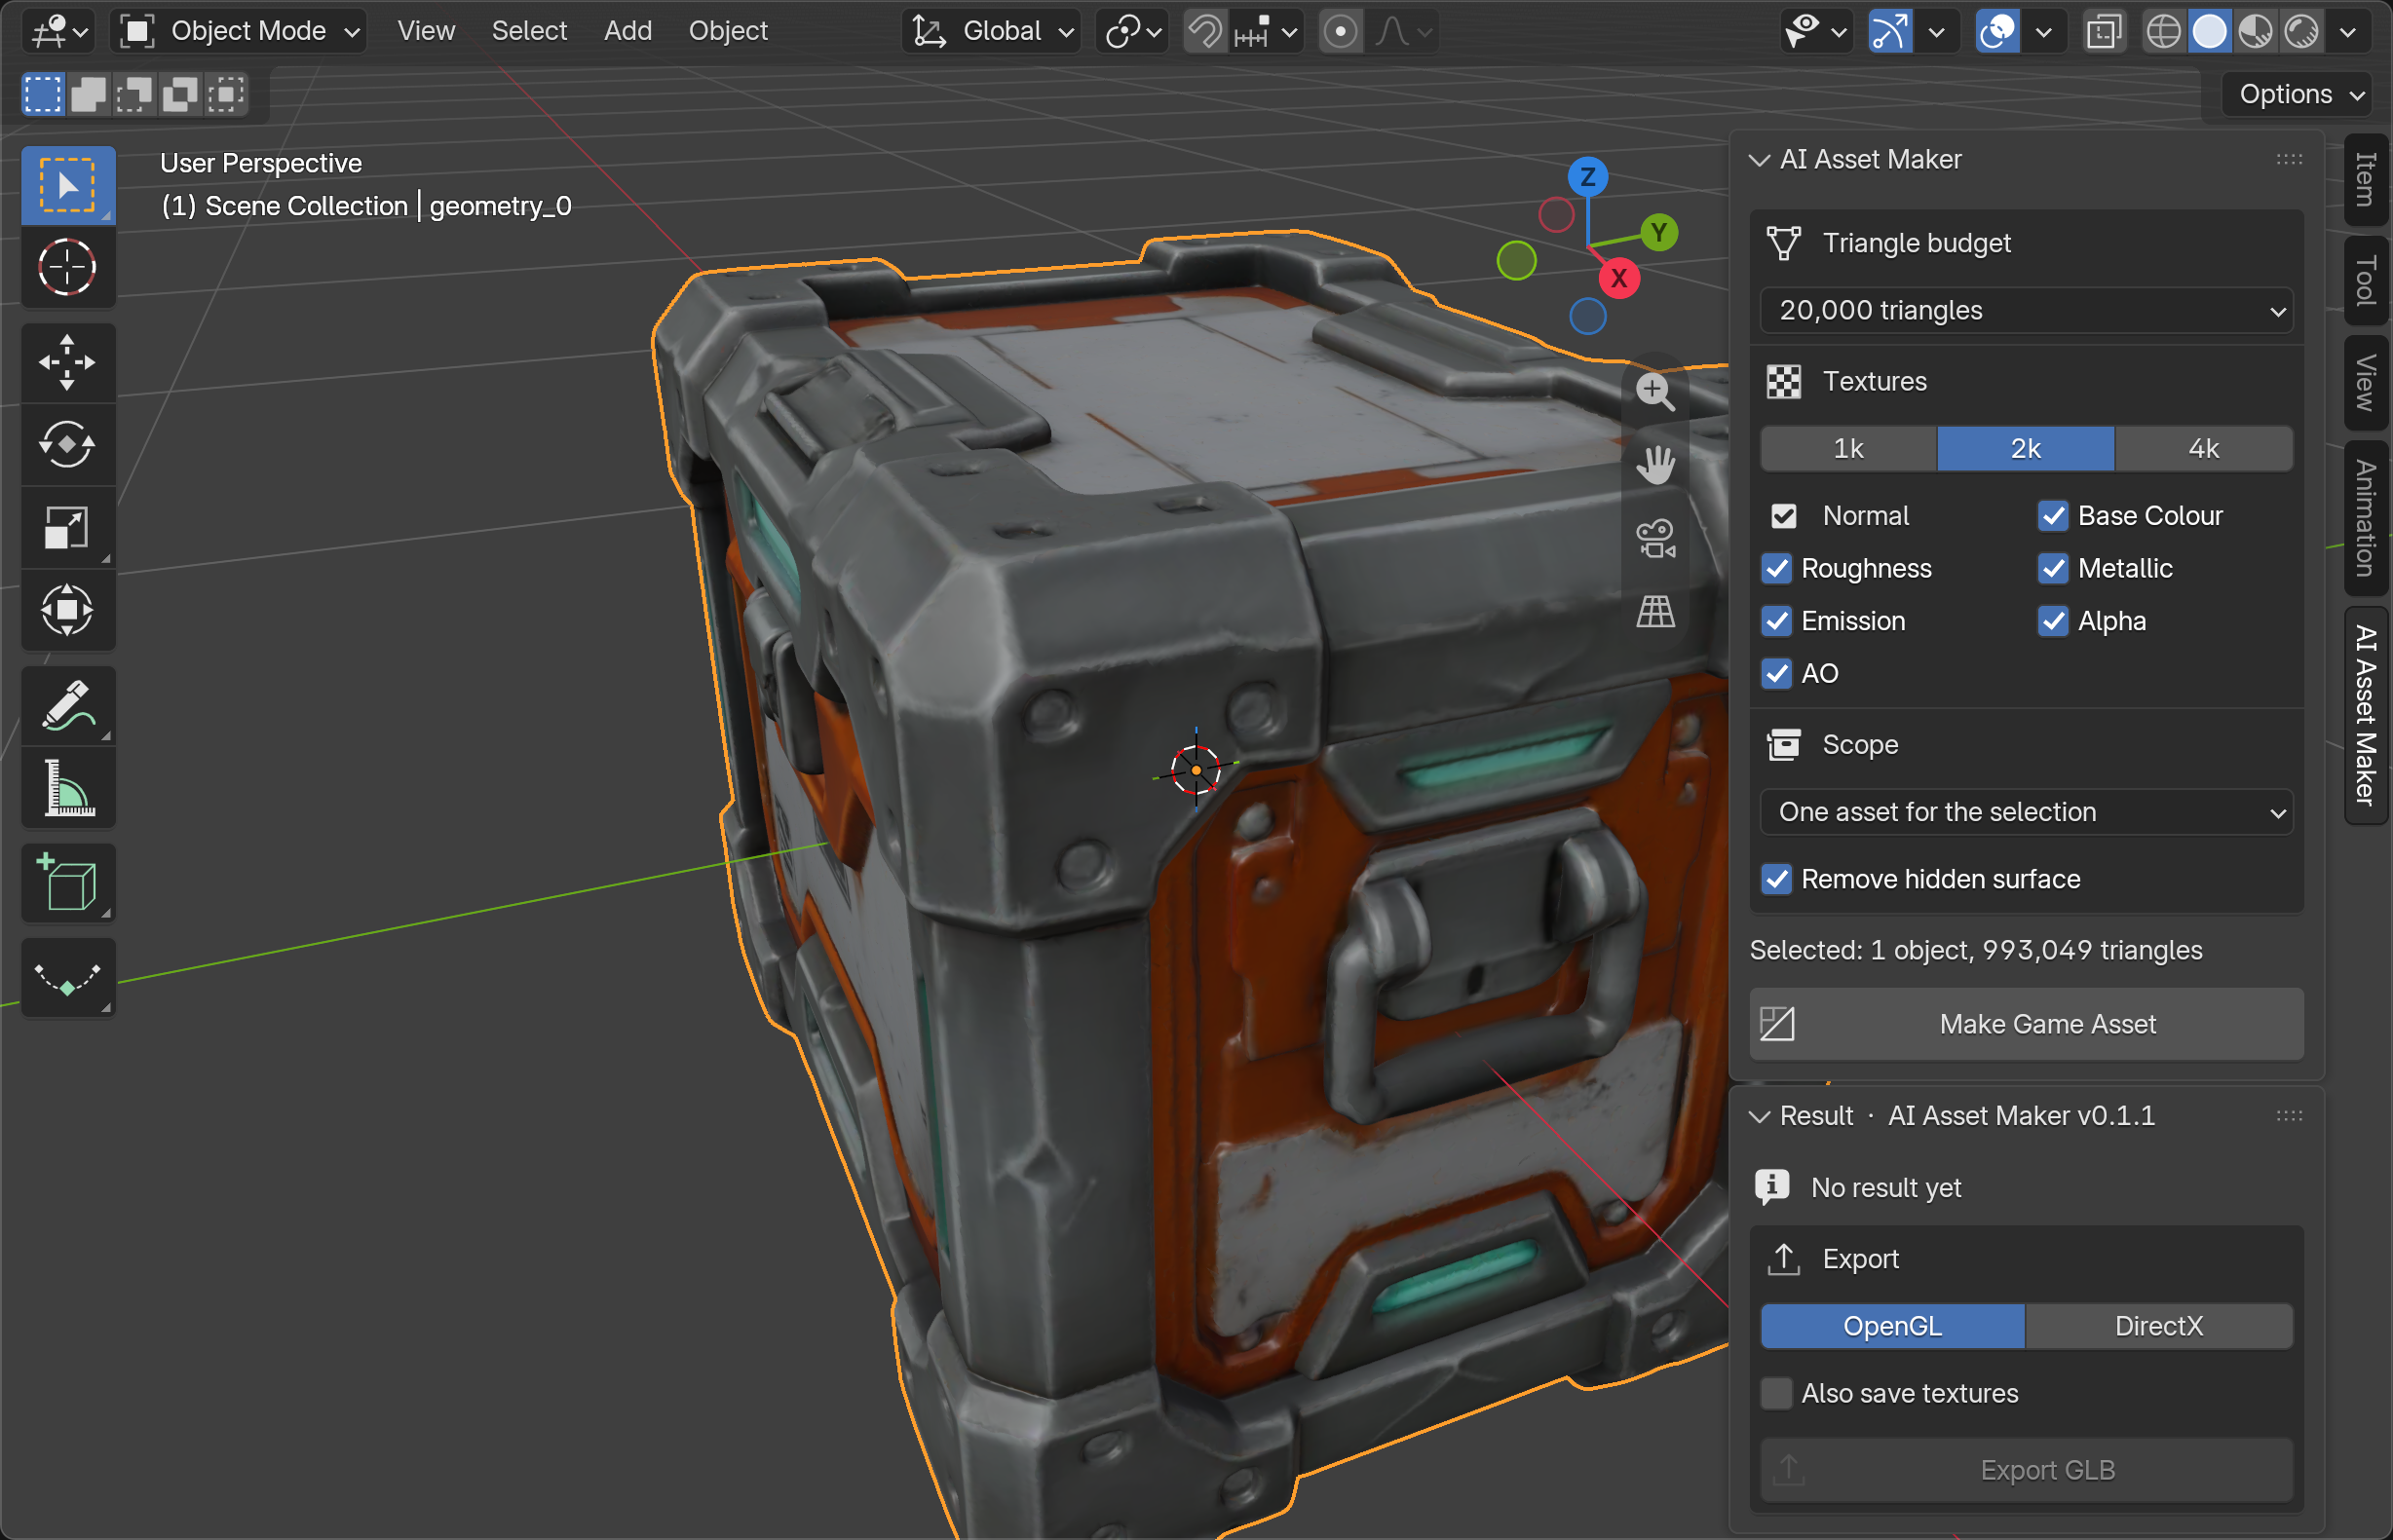 Object Mode
View
Select
Add
Object
Global
Options
User Perspective
(1) Scene Collection | geometry_0
Z
Y
X
AI Asset Maker
Triangle budget
20,000 triangles
Textures
1k
2k
4k
Normal
Base Colour
Roughness
Metallic
Emission
Alpha
AO
Scope
One asset for the selection
Remove hidden surface
Selected: 1 object, 993,049 triangles
Make Game Asset
Result · AI Asset Maker v0.1.1
No result yet
Export
OpenGL
DirectX
Also save textures
Export GLB
Item
Tool
View
Animation
AI Asset Maker